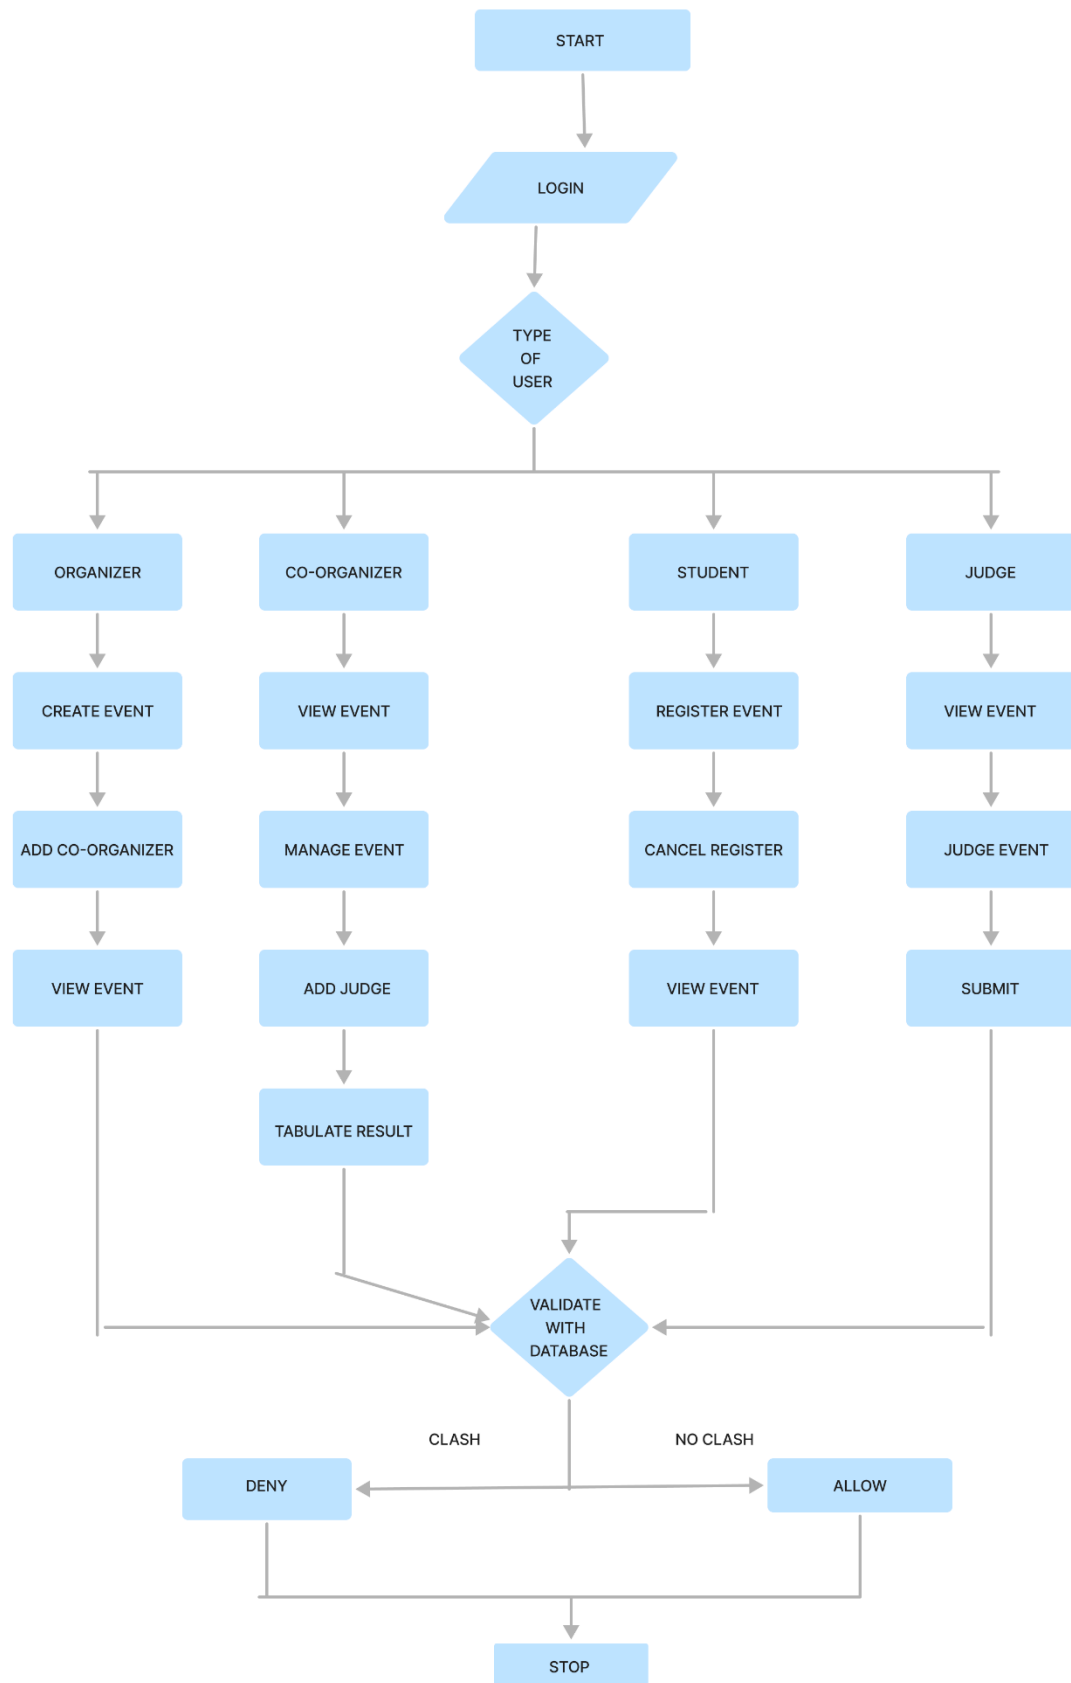 START
LOGIN
TYPE
OF
USER
ORGANIZER
CO-ORGANIZER
STUDENT
JUDGE
CREATE EVENT
VIEW EVENT
REGISTER EVENT
VIEW EVENT
ADD CO-ORGANIZER
MANAGE EVENT
CANCEL REGISTER
JUDGE EVENT
VIEW EVENT
ADD JUDGE
VIEW EVENT
SUBMIT
TABULATE RESULT
VALIDATE
WITH
DATABASE
CLASH
NO CLASH
DENY
ALLOW
STOP